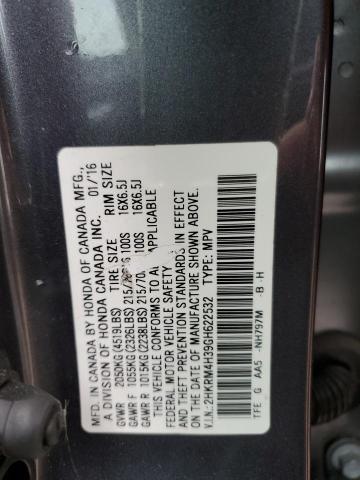 MFD. IN CANADA BY HONDA OF CANADA MFG.,
A DIVISION OF HONDA CANADA INC. 01/16
TIRE SIZE RIM SIZE
GVWR 2050KG (4519LBS)
GAWR F 1055KG (2326LBS) 215/70R16 100S 16X6.5J
GAWR R 1015KG (2238LBS) 215/70 100S 16X6.5J
THIS VEHICLE CONFORMS TO ALL APPLICABLE
FEDERAL MOTOR VEHICLE SAFETY
AND THEFT PREVENTION STANDARDS IN EFFECT
ON THE DATE OF MANUFACTURE SHOWN ABOVE.
V.I.N.: 2HKRM4H39GH622532 TYPE: MPV
TFE G AA5 -NH797M -B -H